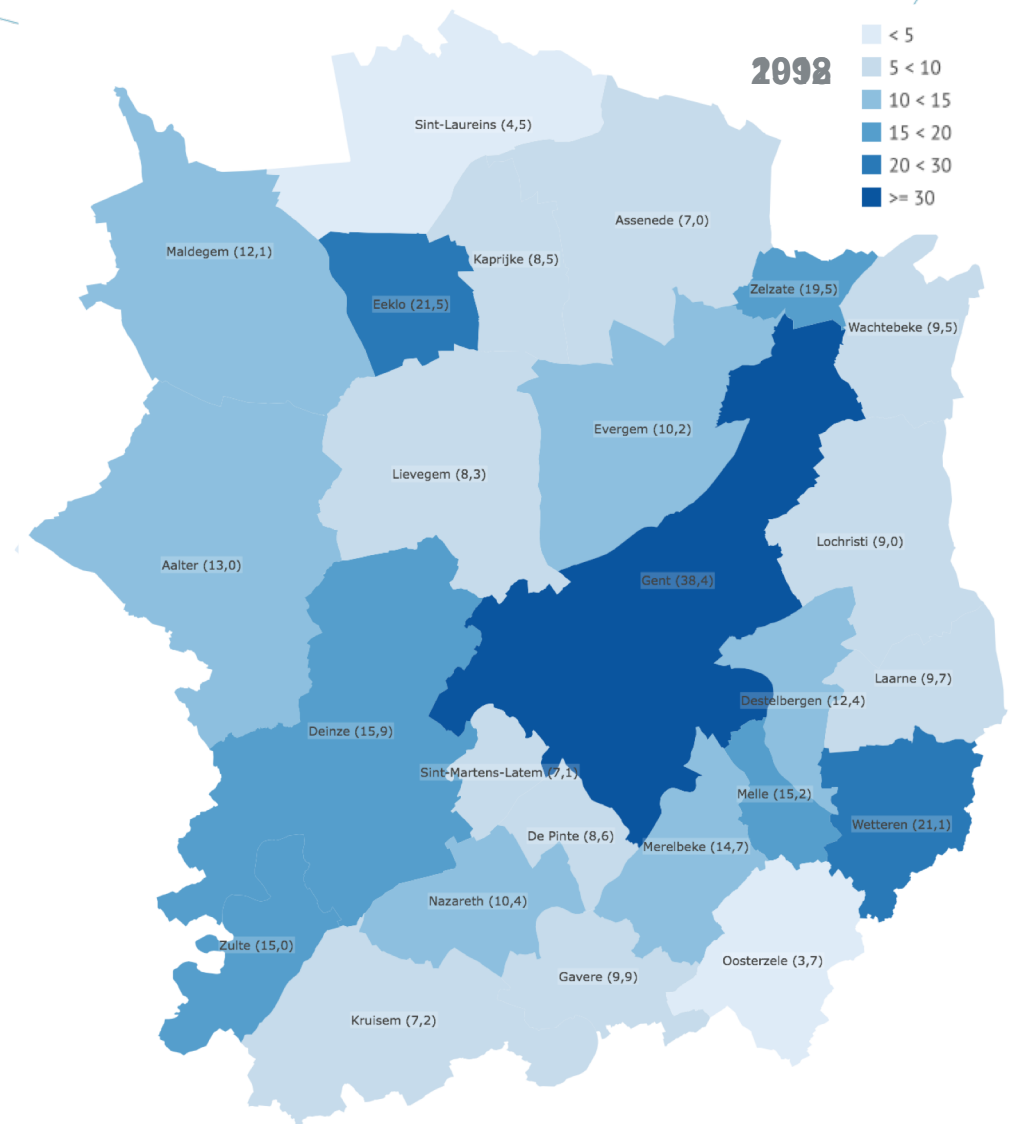 < 5
5 < 10
10 < 15
15 < 20
20 < 30
>= 30
Sint-Laureins (4,5)
Assenede (7,0)
Maldegem (12,1)
Kaprijke (8,5)
Zelzate (19,5)
Eeklo (21,5)
Wachtebeke (9,5)
Evergem (10,2)
Lievegem (8,3)
Lochristi (9,0)
Aalter (13,0)
Gent (38,4)
Laarne (9,7)
Destelbergen (12,4)
Deinze (15,9)
Sint-Martens-Latem (7,1)
Melle (15,2)
Wetteren (21,1)
De Pinte (8,6)
Merelbeke (14,7)
Nazareth (10,4)
Zulte (15,0)
Oosterzele (3,7)
Gavere (9,9)
Kruisem (7,2)